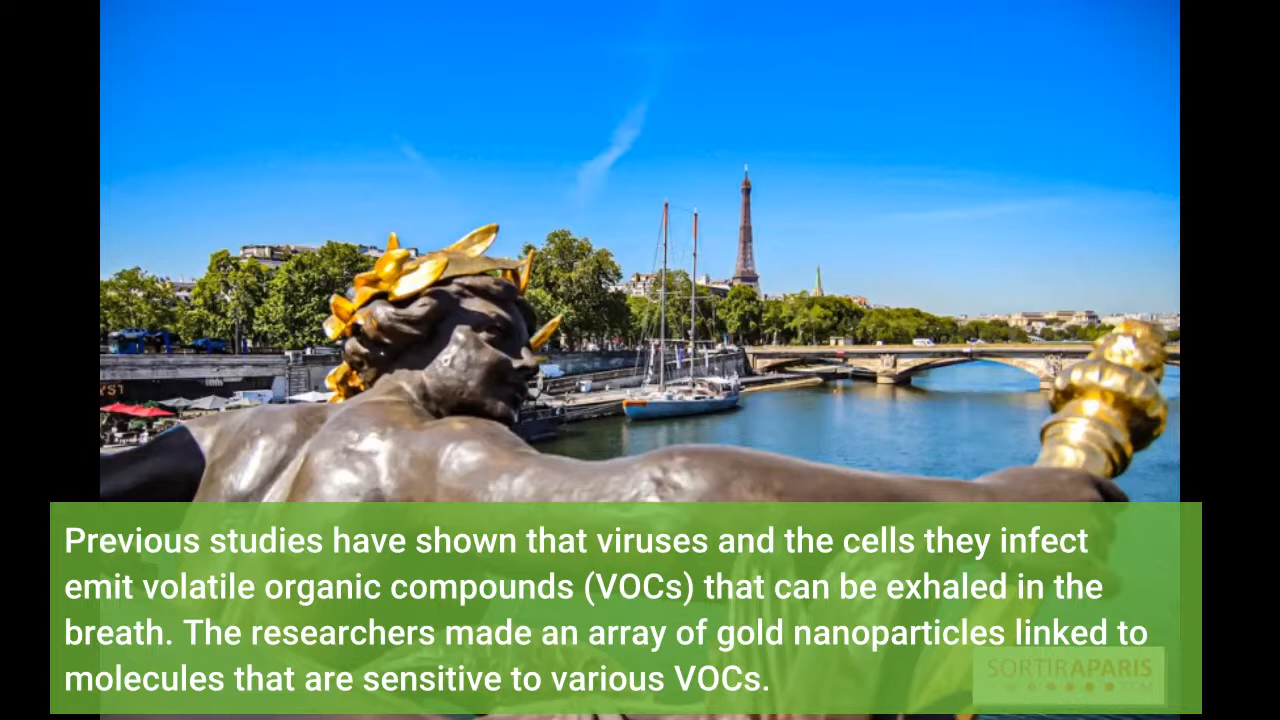 YST
Previous studies have shown that viruses and the cells they infect
emit volatile organic compounds (VOCs) that can be exhaled in the
breath. The researchers made an array of gold nanoparticles linked to
molecules that are sensitive to various VOCs.
SORTIRAPARIS